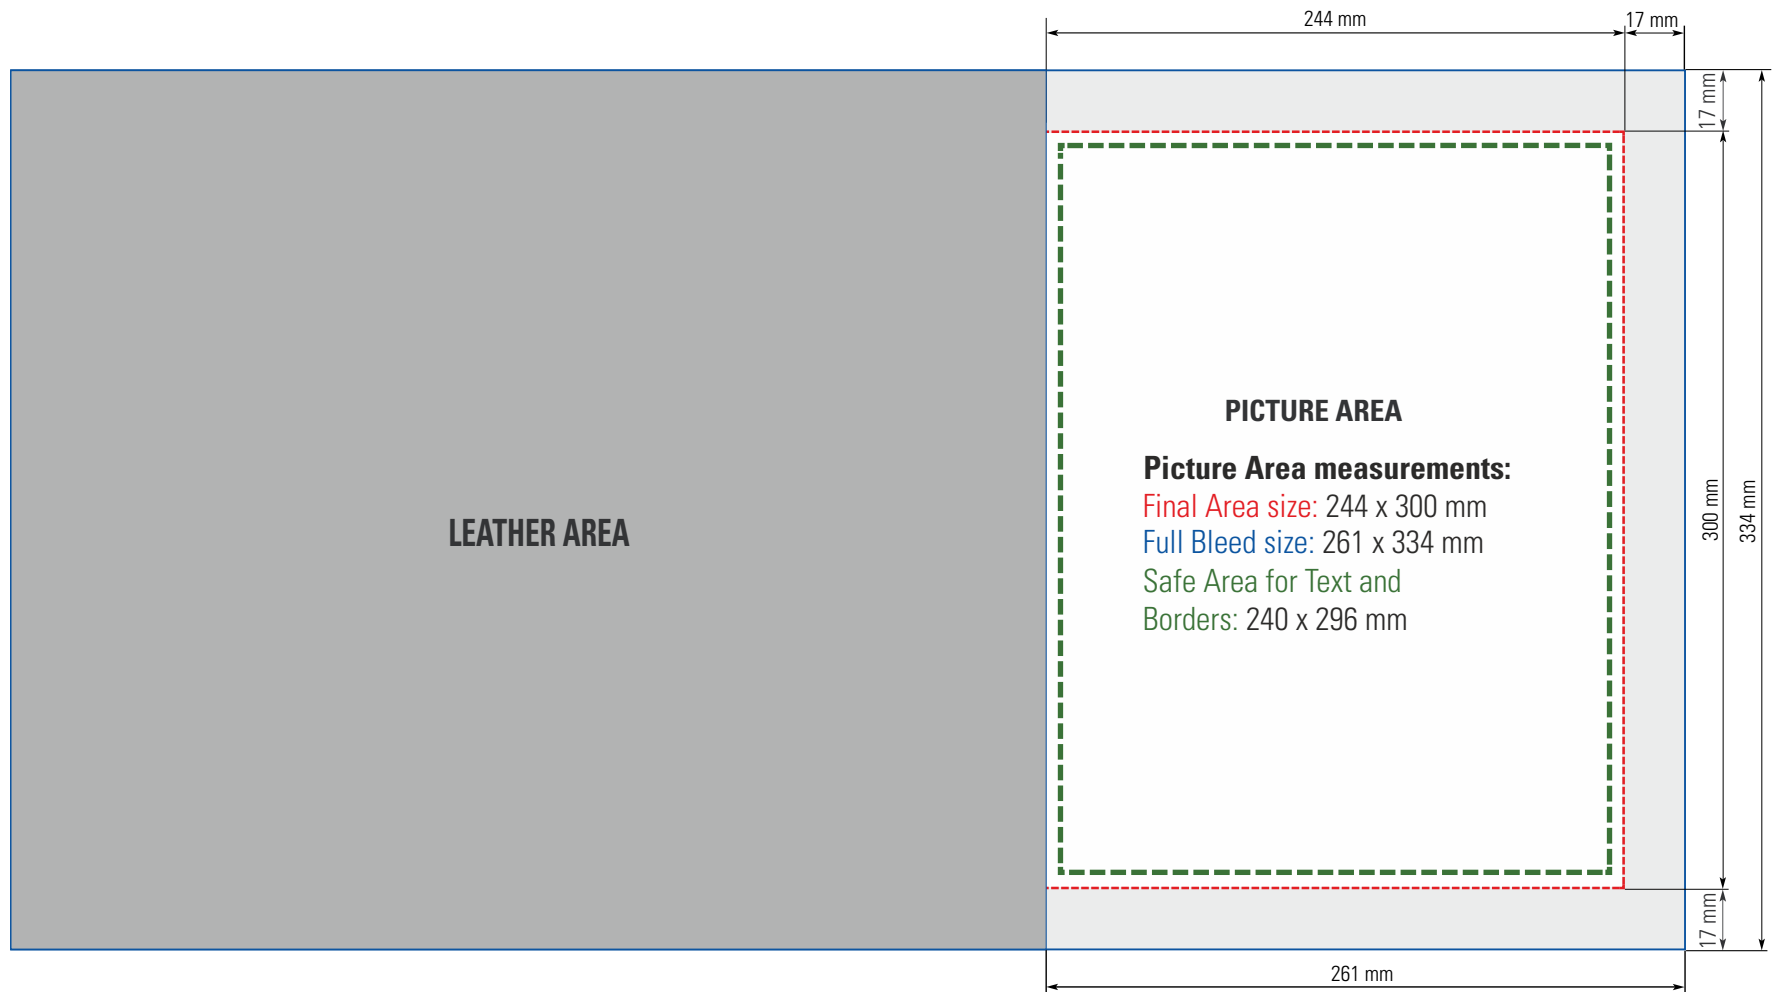 244 mm
17 mm
17 mm
LEATHER AREA
PICTURE AREA
Picture Area measurements:
Final Area size: 244 x 300 mm
Full Bleed size: 261 x 334 mm
Safe Area for Text and
Borders: 240 x 296 mm
300 mm
334 mm
17 mm
261 mm